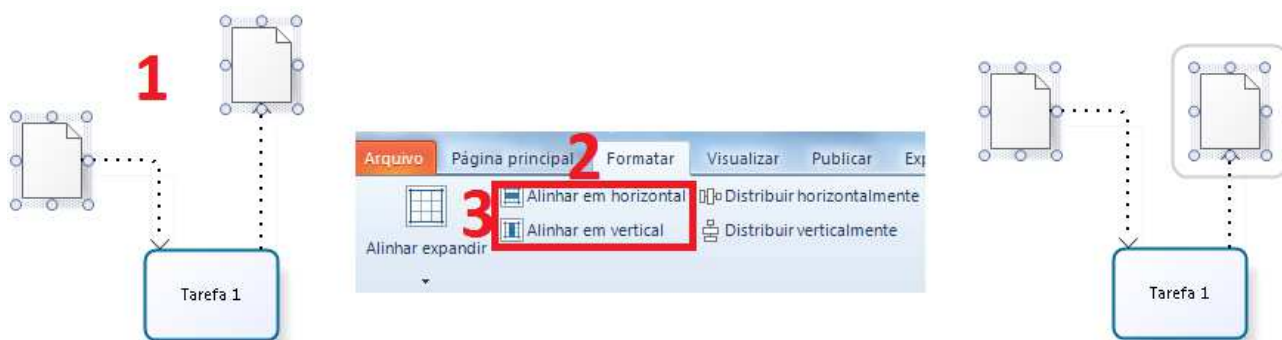 1
Tarefa 1
2
Arquivo Página principal Formatar Visualizar Publicar Exp
3
Alinhar expandir
Alinhar em horizontal Distribuir horizontalmente
Alinhar em vertical Distribuir verticalmente
Tarefa 1